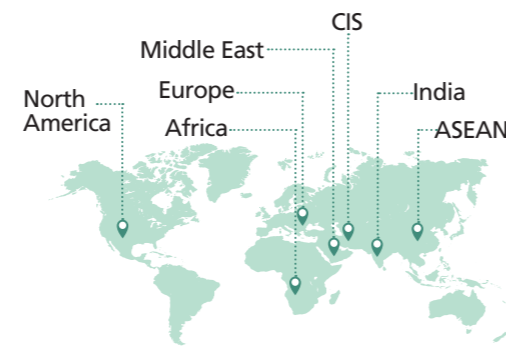 CIS
Middle East
Europe
India
North
America
Africa
ASEAN